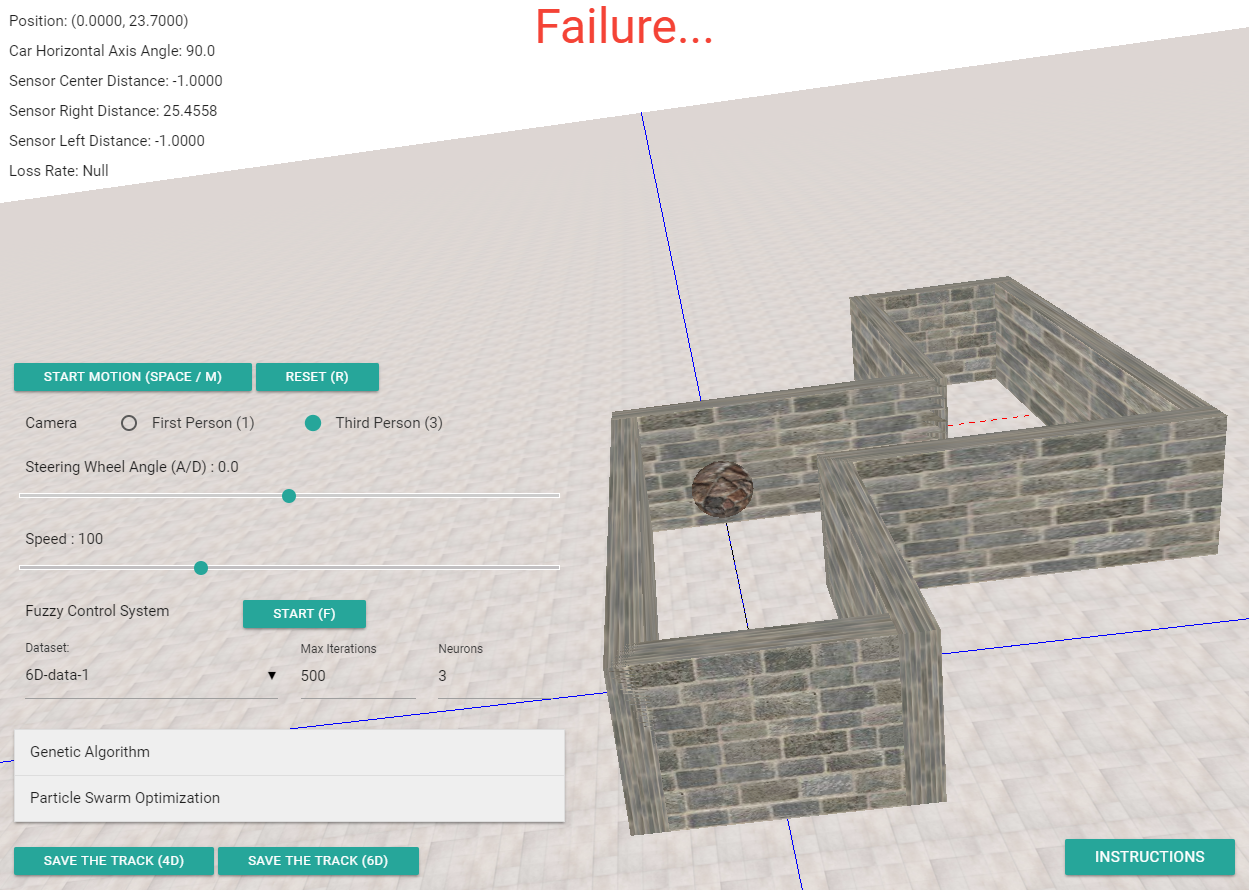 Failure...
Position: (0.0000, 23.7000)
Car Horizontal Axis Angle: 90.0
Sensor Center Distance: -1.0000
Sensor Right Distance: 25.4558
Sensor Left Distance: -1.0000
Loss Rate: Null
START MOTION (SPACE / M) RESET (R)
Camera First Person (1) Third Person (3)
Steering Wheel Angle (A/D) : 0.0
Speed : 100
Fuzzy Control System START (F)
Dataset: Max Iterations Neurons
6D-data-1 500 3
Genetic Algorithm
Particle Swarm Optimization
SAVE THE TRACK (4D) SAVE THE TRACK (6D)
INSTRUCTIONS